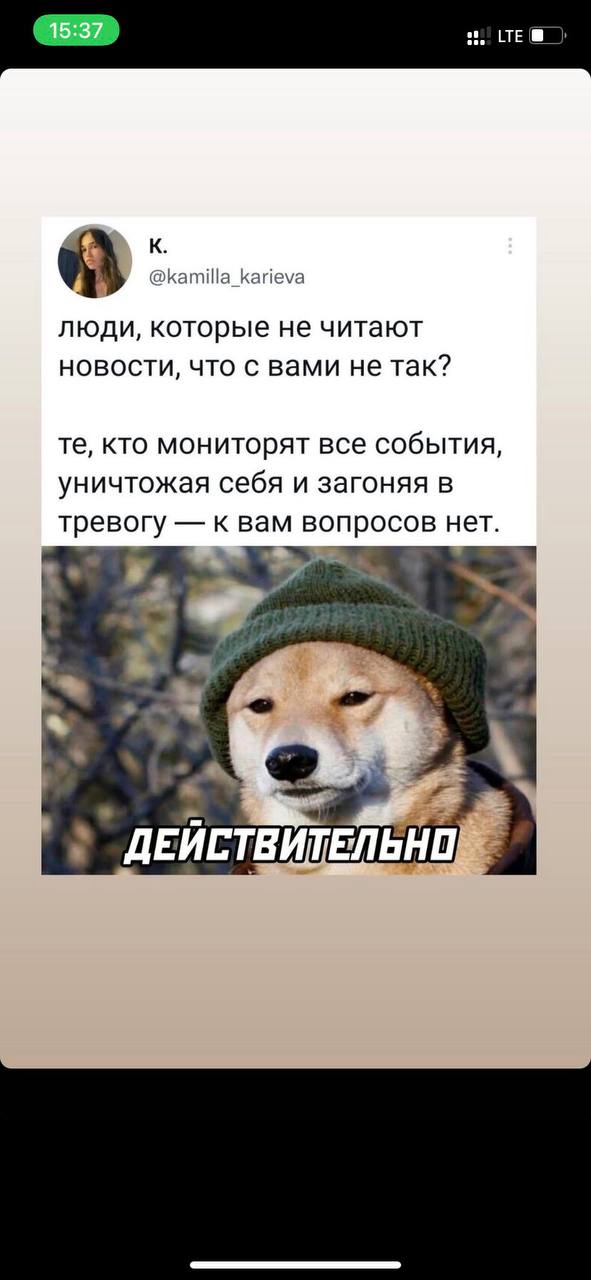 15:37
LTE
К.
@kamilla_karieva
люди, которые не читают
новости, что с вами не так?
те, кто мониторят все события,
уничтожая себя и загоняя в
тревогу — к вам вопросов нет.
ДЕЙСТВИТЕЛЬНО